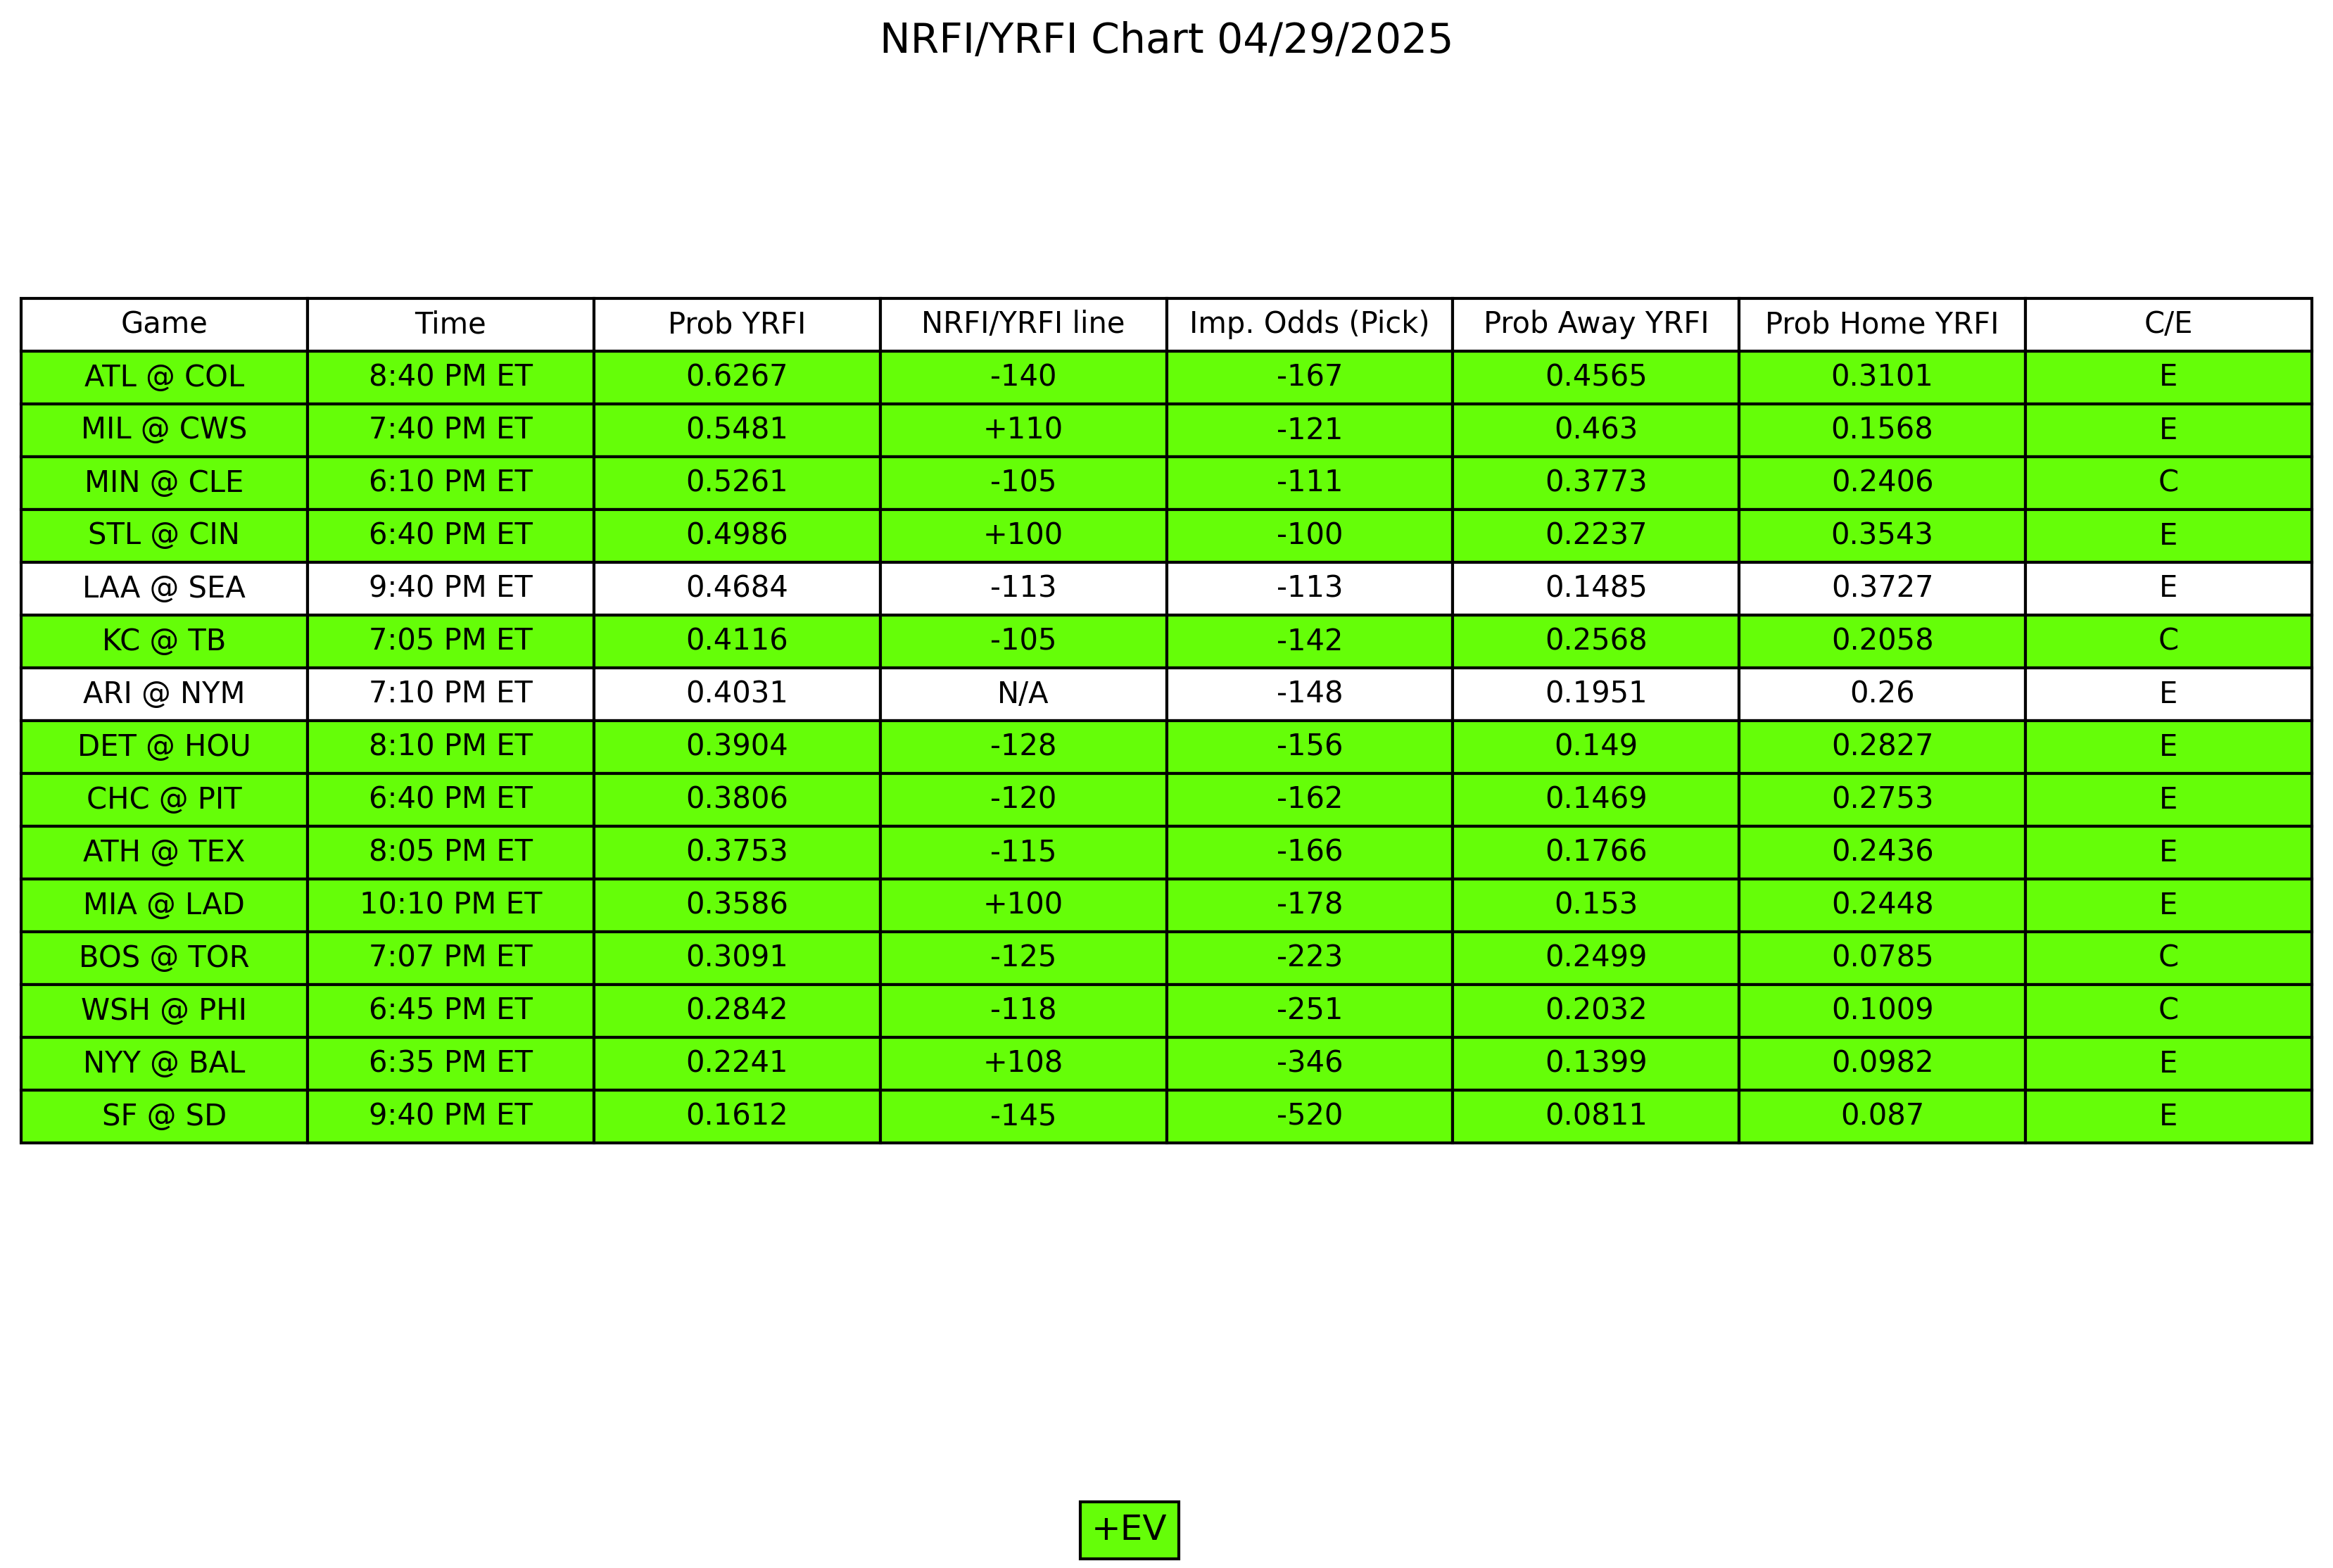 NRFI/YRFI Chart 04/29/2025
Game Time Prob YRFI NRFI/YRFI line Imp. Odds (Pick) Prob Away YRFI Prob Home YRFI C/E
ATL @ COL 8:40 PM ET 0.6267 -140 -167 0.4565 0.3101 E
MIL @ CWS 7:40 PM ET 0.5481 +110 -121 0.463 0.1568 E
MIN @ CLE 6:10 PM ET 0.5261 -105 -111 0.3773 0.2406 C
STL @ CIN 6:40 PM ET 0.4986 +100 -100 0.2237 0.3543 E
LAA @ SEA 9:40 PM ET 0.4684 -113 -113 0.1485 0.3727 E
KC @ TB 7:05 PM ET 0.4116 -105 -142 0.2568 0.2058 C
ARI @ NYM 7:10 PM ET 0.4031 N/A -148 0.1951 0.26 E
DET @ HOU 8:10 PM ET 0.3904 -128 -156 0.149 0.2827 E
CHC @ PIT 6:40 PM ET 0.3806 -120 -162 0.1469 0.2753 E
ATH @ TEX 8:05 PM ET 0.3753 -115 -166 0.1766 0.2436 E
MIA @ LAD 10:10 PM ET 0.3586 +100 -178 0.153 0.2448 E
BOS @ TOR 7:07 PM ET 0.3091 -125 -223 0.2499 0.0785 C
WSH @ PHI 6:45 PM ET 0.2842 -118 -251 0.2032 0.1009 C
NYY @ BAL 6:35 PM ET 0.2241 +108 -346 0.1399 0.0982 E
SF @ SD 9:40 PM ET 0.1612 -145 -520 0.0811 0.087 E
+EV